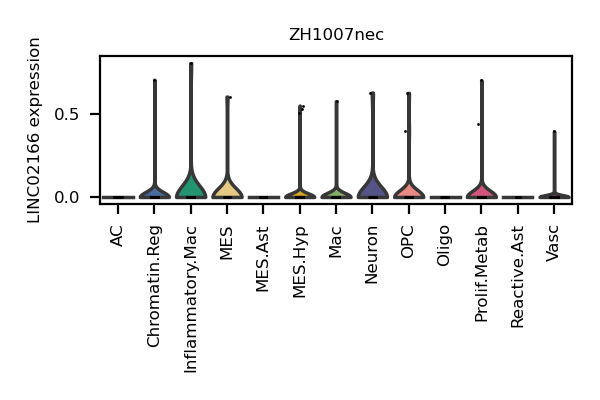 ZH1007nec
LINC02166 expression
0.5
0.0
AC
Chromatin.Reg
Inflammatory.Mac
MES
MES.Ast
MES.Hyp
Mac
Neuron
OPC
Oligo
Prolif.Metab
Reactive.Ast
Vasc